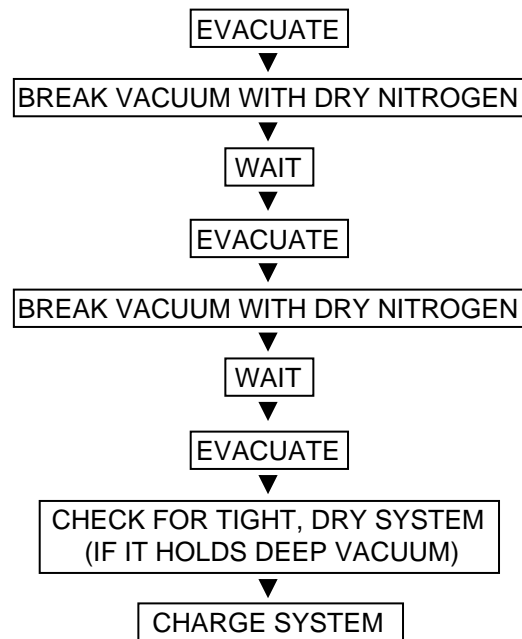 EVACUATE
BREAK VACUUM WITH DRY NITROGEN
WAIT
EVACUATE
BREAK VACUUM WITH DRY NITROGEN
WAIT
EVACUATE
CHECK FOR TIGHT, DRY SYSTEM
(IF IT HOLDS DEEP VACUUM)
CHARGE SYSTEM